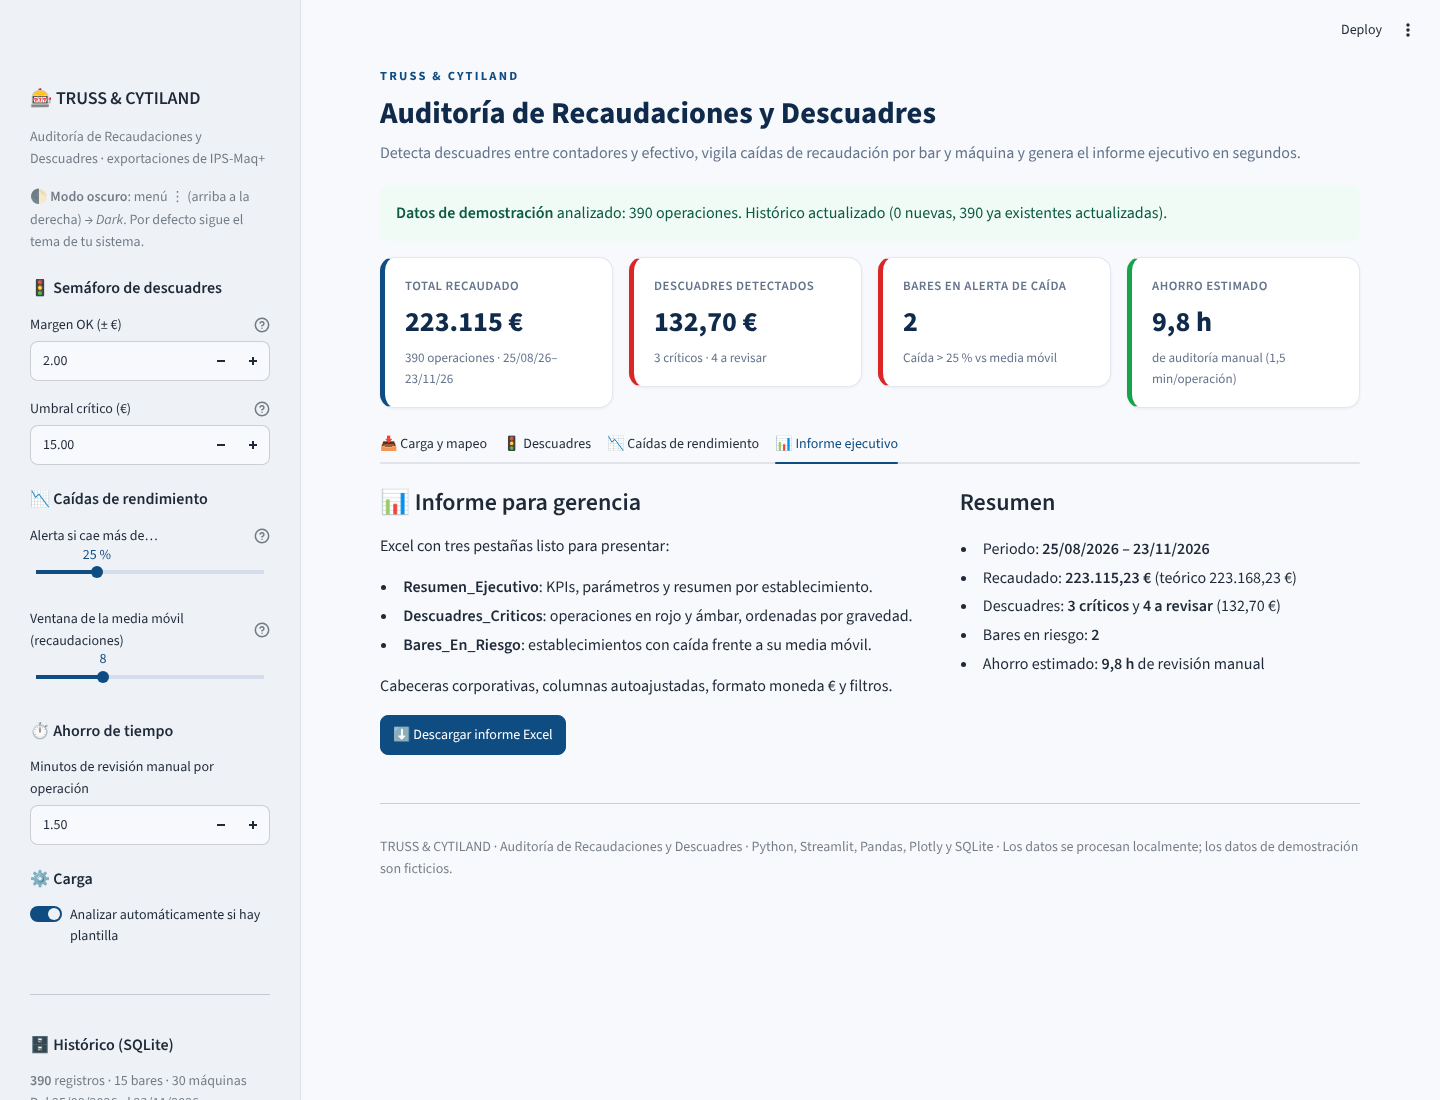 Deploy
🎰 TRUSS & CYTILAND
Auditoría de Recaudaciones y
Descuadres · exportaciones de IPS-Maq+
🌓 Modo oscuro: menú ⋮ (arriba a la
derecha) → Dark. Por defecto sigue el
tema de tu sistema.
🚦 Semáforo de descuadres
Margen OK (± €)
2.00
Umbral crítico (€)
15.00
📉 Caídas de rendimiento
Alerta si cae más de…
25 %
Ventana de la media móvil
(recaudaciones)
8
⏱️ Ahorro de tiempo
Minutos de revisión manual por
operación
1.50
⚙️ Carga
Analizar automáticamente si hay
plantilla
🗄️ Histórico (SQLite)
390 registros · 15 bares · 30 máquinas
TRUSS & CYTILAND
Auditoría de Recaudaciones y Descuadres
Detecta descuadres entre contadores y efectivo, vigila caídas de recaudación por bar y máquina y genera el informe ejecutivo en segundos.
Datos de demostración analizado: 390 operaciones. Histórico actualizado (0 nuevas, 390 ya existentes actualizadas).
TOTAL RECAUDADO
223.115 €
390 operaciones · 25/08/26–
23/11/26
DESCUADRES DETECTADOS
132,70 €
3 críticos · 4 a revisar
BARES EN ALERTA DE CAÍDA
2
Caída > 25 % vs media móvil
AHORRO ESTIMADO
9,8 h
de auditoría manual (1,5
min/operación)
📥 Carga y mapeo 🚦 Descuadres 📉 Caídas de rendimiento 📊 Informe ejecutivo
📊 Informe para gerencia
Excel con tres pestañas listo para presentar:
• Resumen_Ejecutivo: KPIs, parámetros y resumen por establecimiento.
• Descuadres_Criticos: operaciones en rojo y ámbar, ordenadas por gravedad.
• Bares_En_Riesgo: establecimientos con caída frente a su media móvil.
Cabeceras corporativas, columnas autoajustadas, formato moneda € y filtros.
⬇️ Descargar informe Excel
Resumen
• Periodo: 25/08/2026 – 23/11/2026
• Recaudado: 223.115,23 € (teórico 223.168,23 €)
• Descuadres: 3 críticos y 4 a revisar (132,70 €)
• Bares en riesgo: 2
• Ahorro estimado: 9,8 h de revisión manual
TRUSS & CYTILAND · Auditoría de Recaudaciones y Descuadres · Python, Streamlit, Pandas, Plotly y SQLite · Los datos se procesan localmente; los datos de demostración
son ficticios.